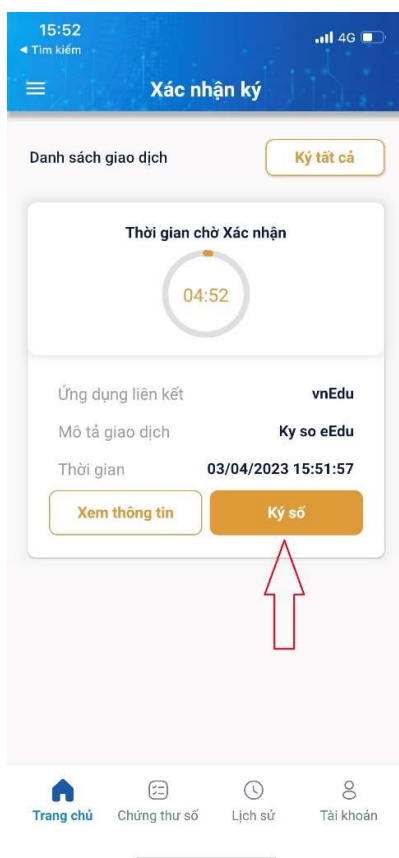 15:52
4G
◄ Tìm kiếm
Xác nhận ký
Danh sách giao dịch
Ký tất cả
Thời gian chờ Xác nhận
04:52
Ứng dụng liên kết vnEdu
Mô tả giao dịch Ky so eEdu
Thời gian 03/04/2023 15:51:57
Xem thông tin
Ký số
Trang chủ Chứng thư số Lịch sử Tài khoản